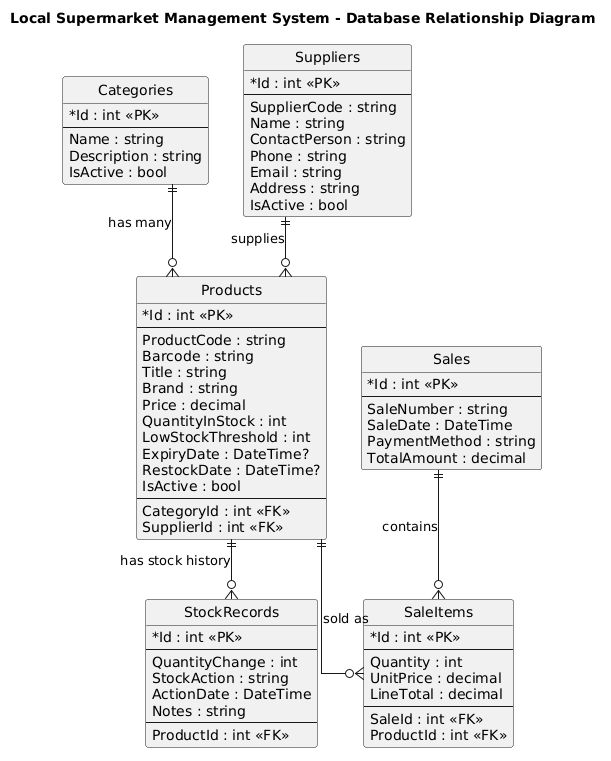 Local Supermarket Management System - Database Relationship Diagram
Categories
*Id : int «PK»
Name : string
Description : string
IsActive : bool
Suppliers
*Id : int «PK»
SupplierCode : string
Name : string
ContactPerson : string
Phone : string
Email : string
Address : string
IsActive : bool
has many
supplies
Products
*Id : int «PK»
ProductCode : string
Barcode : string
Title : string
Brand : string
Price : decimal
QuantityInStock : int
LowStockThreshold : int
ExpiryDate : DateTime?
RestockDate : DateTime?
IsActive : bool
CategoryId : int «FK»
SupplierId : int «FK»
Sales
*Id : int «PK»
SaleNumber : string
SaleDate : DateTime
PaymentMethod : string
TotalAmount : decimal
contains
has stock history
sold as
StockRecords
*Id : int «PK»
QuantityChange : int
StockAction : string
ActionDate : DateTime
Notes : string
ProductId : int «FK»
SaleItems
*Id : int «PK»
Quantity : int
UnitPrice : decimal
LineTotal : decimal
SaleId : int «FK»
ProductId : int «FK»